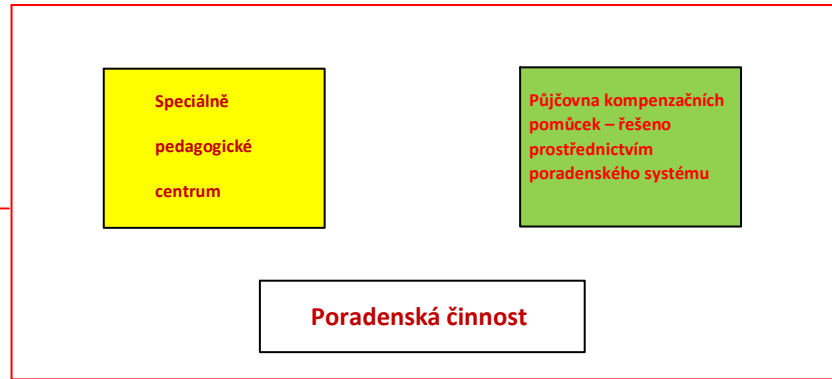 Speciálně
pedagogické
centrum
Půjčovna kompenzačních
pomůcek – řešeno
prostřednictvím
poradenského systému
Poradenská činnost